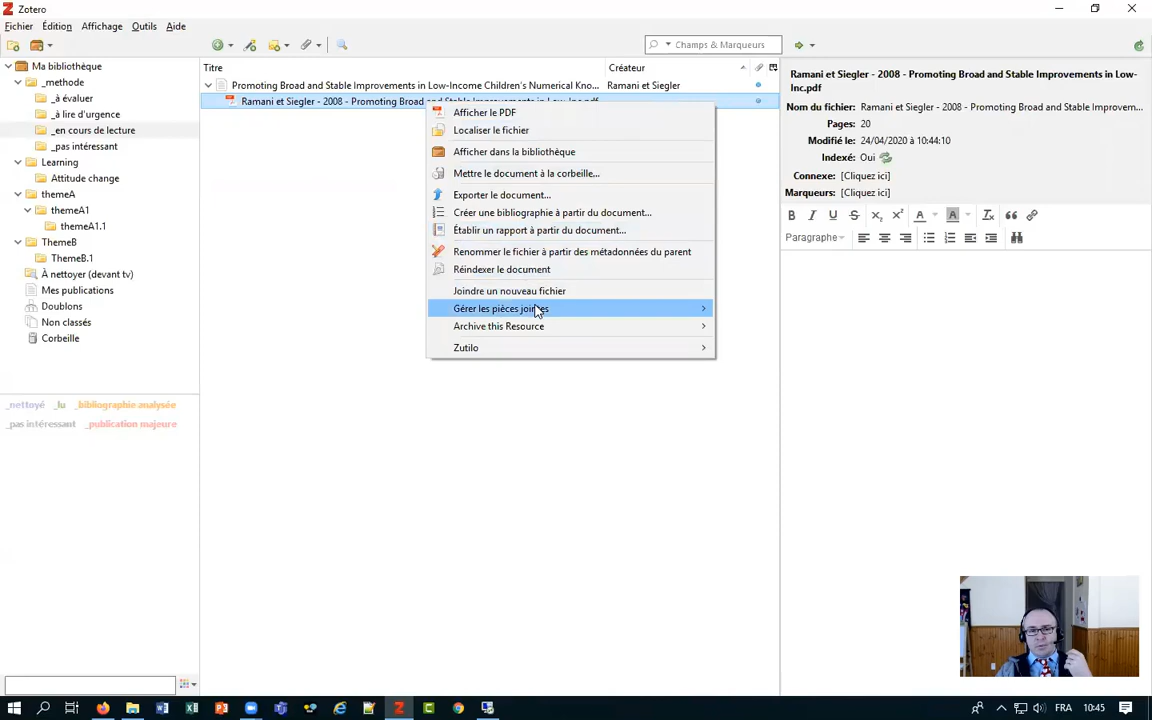 Zotero
Fichier Édition Affichage Outils Aide
Champs & Marqueurs
Ma bibliothèque
_methode
_à évaluer
_à lire d'urgence
_en cours de lecture
_pas intéressant
Learning
Attitude change
themeA
themeA1
themeA1.1
ThemeB
ThemeB.1
À nettoyer (devant tv)
Mes publications
Doublons
Non classés
Corbeille
_nettoyé _lu _bibliographie analysée
_pas intéressant _publication majeure
Titre Créateur
Promoting Broad and Stable Improvements in Low-Income Children's Numerical Kno... Ramani et Siegler
Ramani et Siegler - 2008 - Promoting Broad and Stable Improvements in Low-Inc.pdf
Afficher le PDF
Localiser le fichier
Afficher dans la bibliothèque
Mettre le document à la corbeille...
Exporter le document...
Créer une bibliographie à partir du document...
Établir un rapport à partir du document...
Renommer le fichier à partir des métadonnées du parent
Réindexer le document
Joindre un nouveau fichier
Gérer les pièces jointes
Archive this Resource
Zutilo
Ramani et Siegler - 2008 - Promoting Broad and Stable Improvements in Low-
Inc.pdf
Nom du fichier: Ramani et Siegler - 2008 - Promoting Broad and Stable Improvem...
Pages: 20
Modifié le: 24/04/2020 à 10:44:10
Indexé: Oui
Connexe: [Cliquez ici]
Marqueurs: [Cliquez ici]
Paragraphe
FRA 10:45